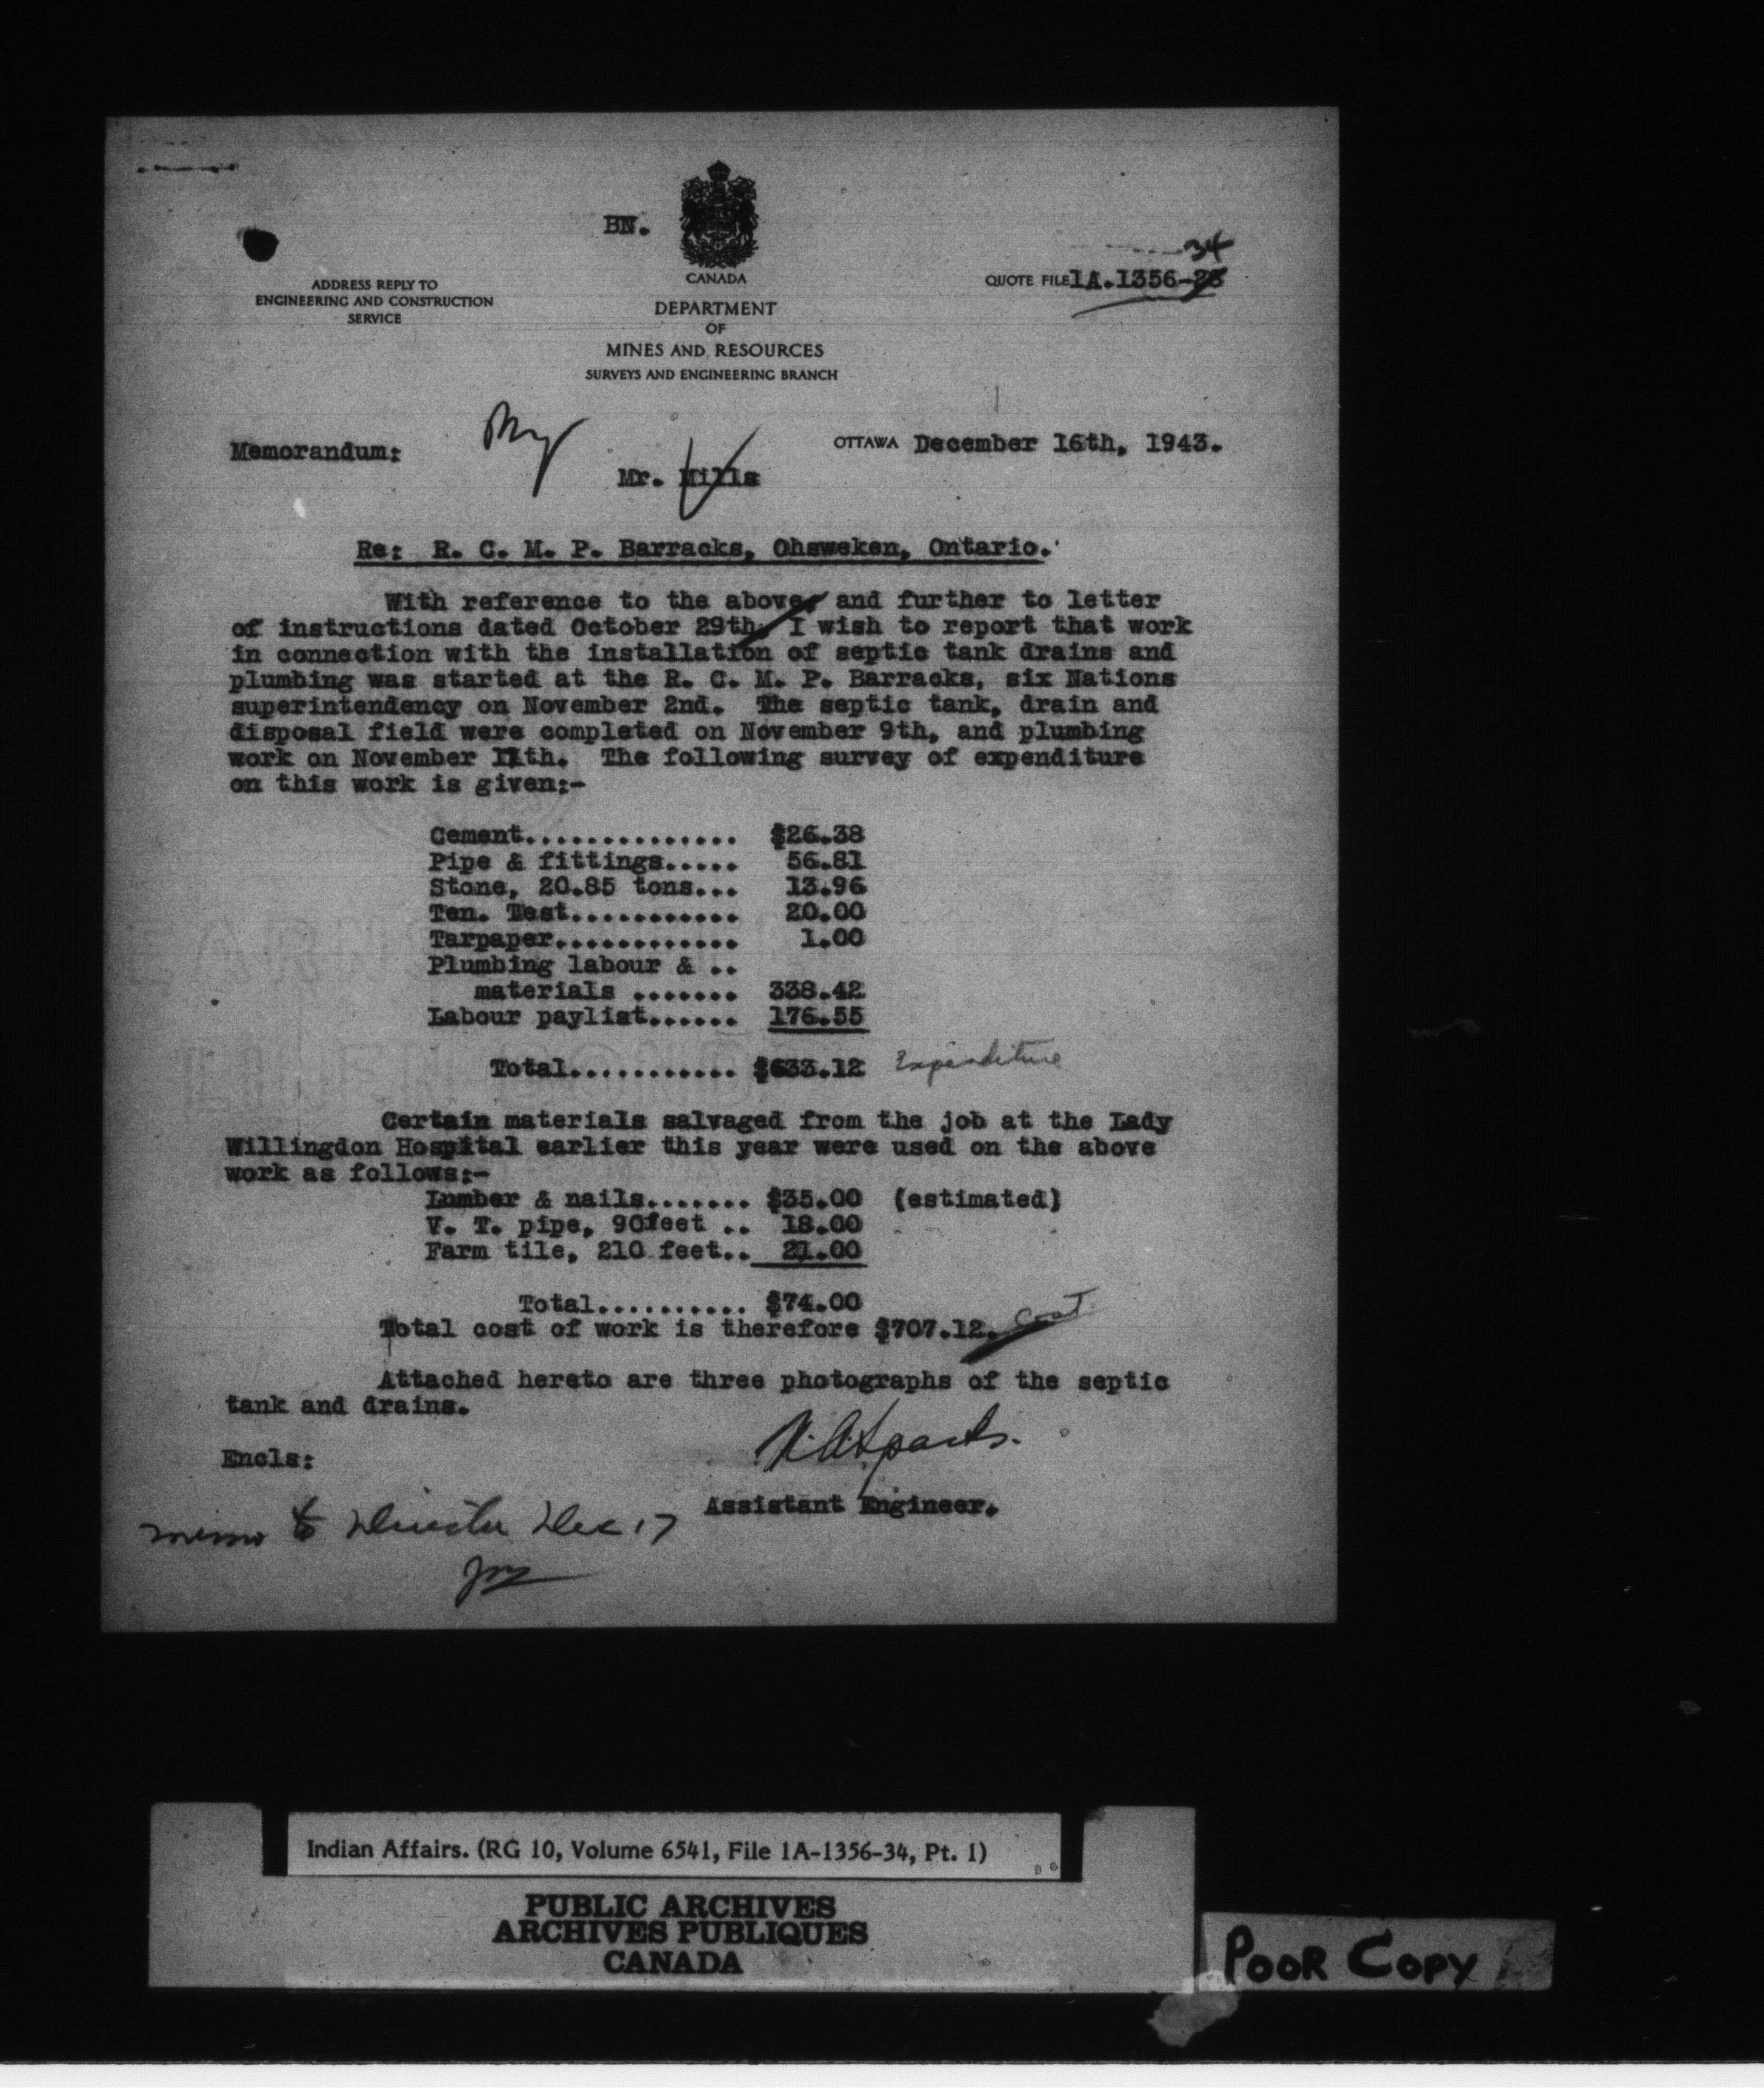 BN.
CANADA
34
QUOTE FILE 1A.1356-28
ADDRESS REPLY TO
ENGINEERING AND CONSTRUCTION
SERVICE
DEPARTMENT
OF
MINES AND RESOURCES
SURVEYS AND ENGINEERING BRANCH
OTTAWA December 16th, 1943.
Memorandum:
Mr. Mills
Re: R. C. M. P. Barracks, Ohsweken, Ontario.
With reference to the above, and further to letter
of instructions dated October 29th, I wish to report that work
in connection with the installation of septic tank drains and
plumbing was started at the R. C. M. P. Barracks, six Nations
superintendency on November 2nd. The septic tank, drain and
disposal field were completed on November 9th, and plumbing
work on November 11th. The following survey of expenditure
on this work is given:-
Cement.............. $26.38
Pipe & fittings..... 56.81
Stone, 20.85 tons... 13.96
Ten. Test........... 20.00
Tarpaper............ 1.00
Plumbing labour & ..
materials ....... 338.42
Labour paylist...... 176.55
Total........... $633.12 Expenditure
Certain materials salvaged from the job at the Lady
Willingdon Hospital earlier this year were used on the above
work as follows:-
Lumber & nails....... $35.00 (estimated)
V. T. pipe, 90feet .. 18.00
Farm tile, 210 feet.. 21.00
Total.......... $74.00
Total cost of work is therefore $707.12. Cost
Attached hereto are three photographs of the septic
tank and drains.
Encls:
Assistant Engineer.
memo to Director Dec 17
Indian Affairs. (RG 10, Volume 6541, File 1A-1356-34, Pt. 1)
PUBLIC ARCHIVES
ARCHIVES PUBLIQUES
CANADA
POOR COPY